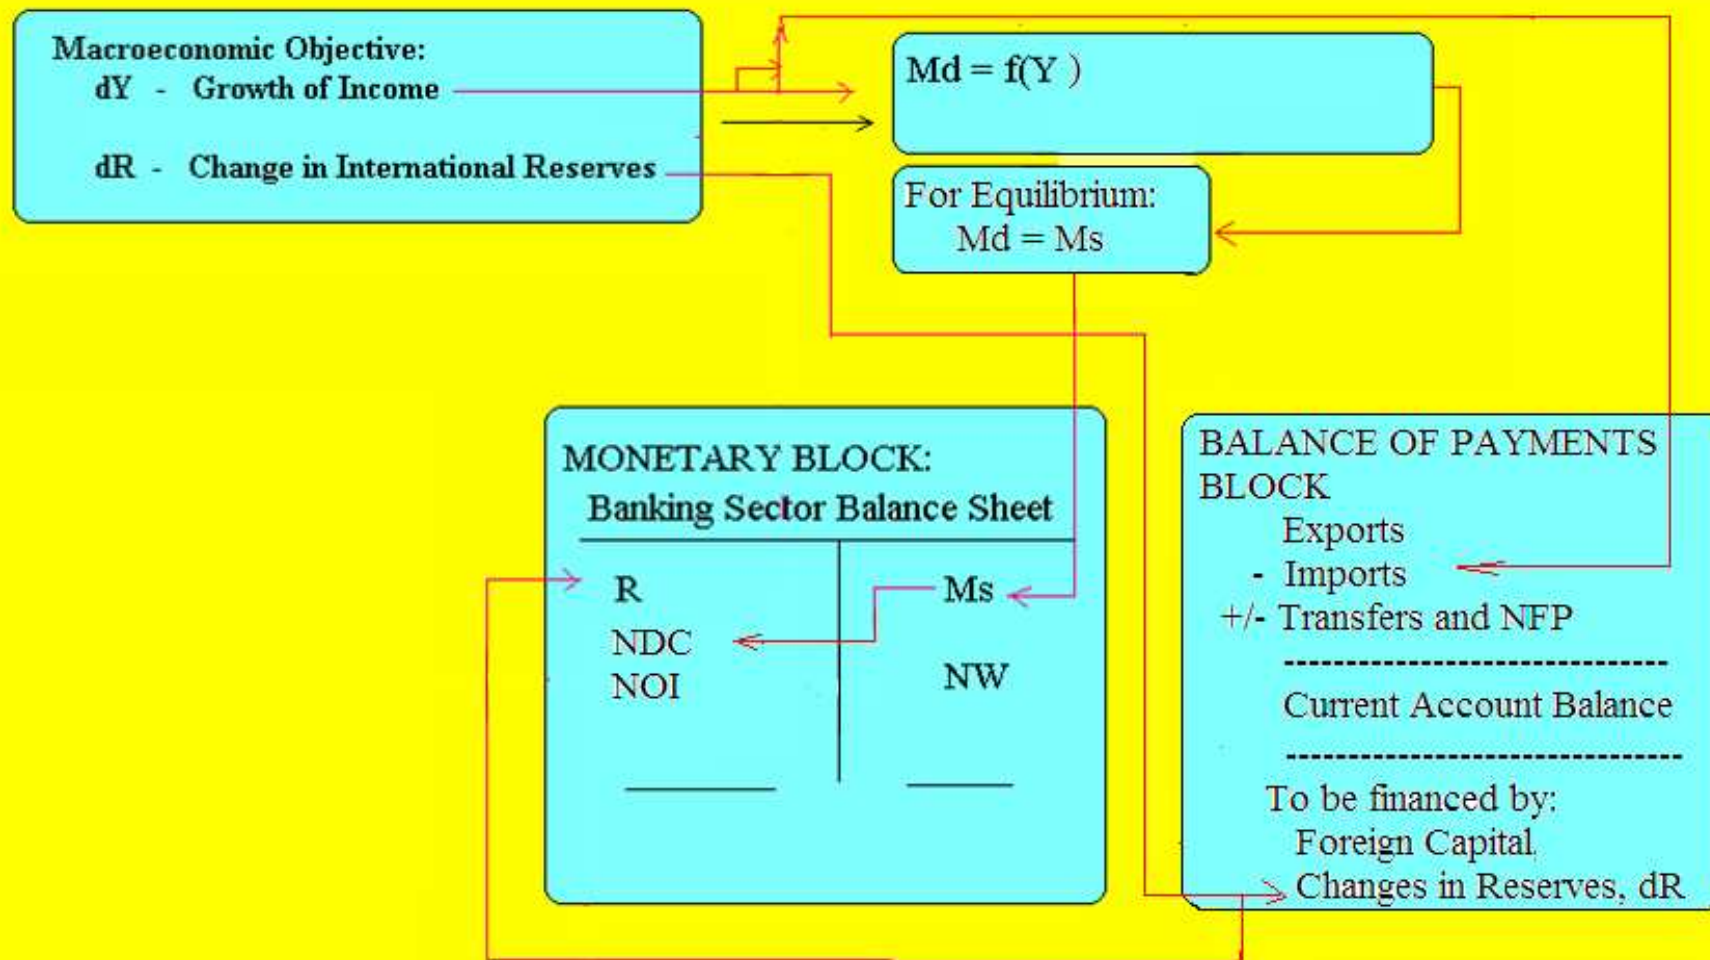 Macroeconomic Objective:
dY - Growth of Income
dR - Change in International Reserves
Md = f(Y )
For Equilibrium:
Md = Ms
MONETARY BLOCK:
Banking Sector Balance Sheet
R
NDC
NOI
Ms
NW
BALANCE OF PAYMENTS
BLOCK
Exports
- Imports
+/- Transfers and NFP
------------------------------
Current Account Balance
-------------------------------
To be financed by:
Foreign Capital
Changes in Reserves, dR